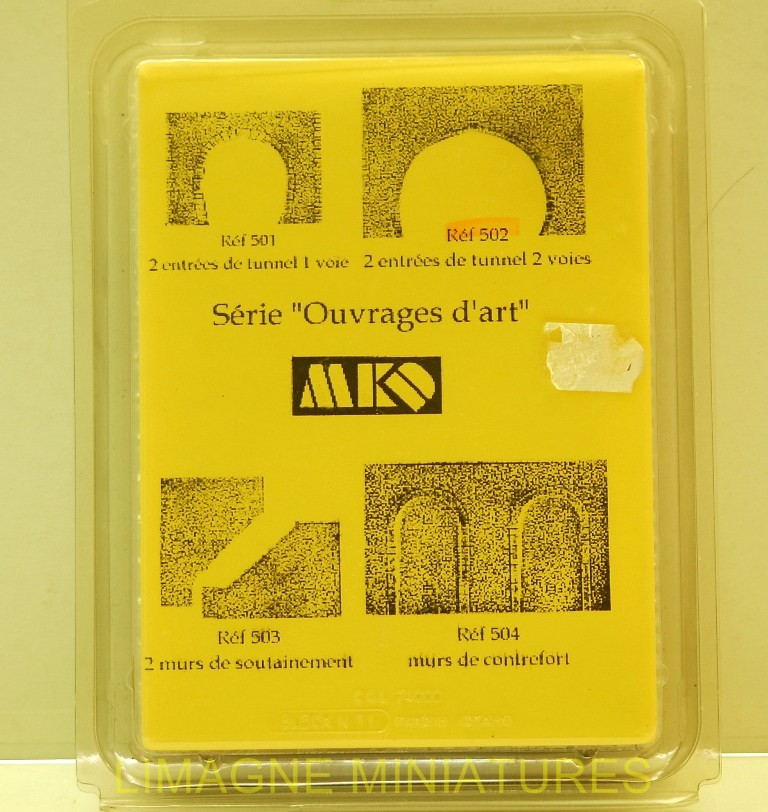 Réf 501
2 entrées de tunnel 1 voie
Réf 502
2 entrées de tunnel 2 voies
Série "Ouvrages d'art"
MKD
Réf 503
2 murs de soutainement
Réf 504
murs de contrefort
LIMAGNE MINIATURES